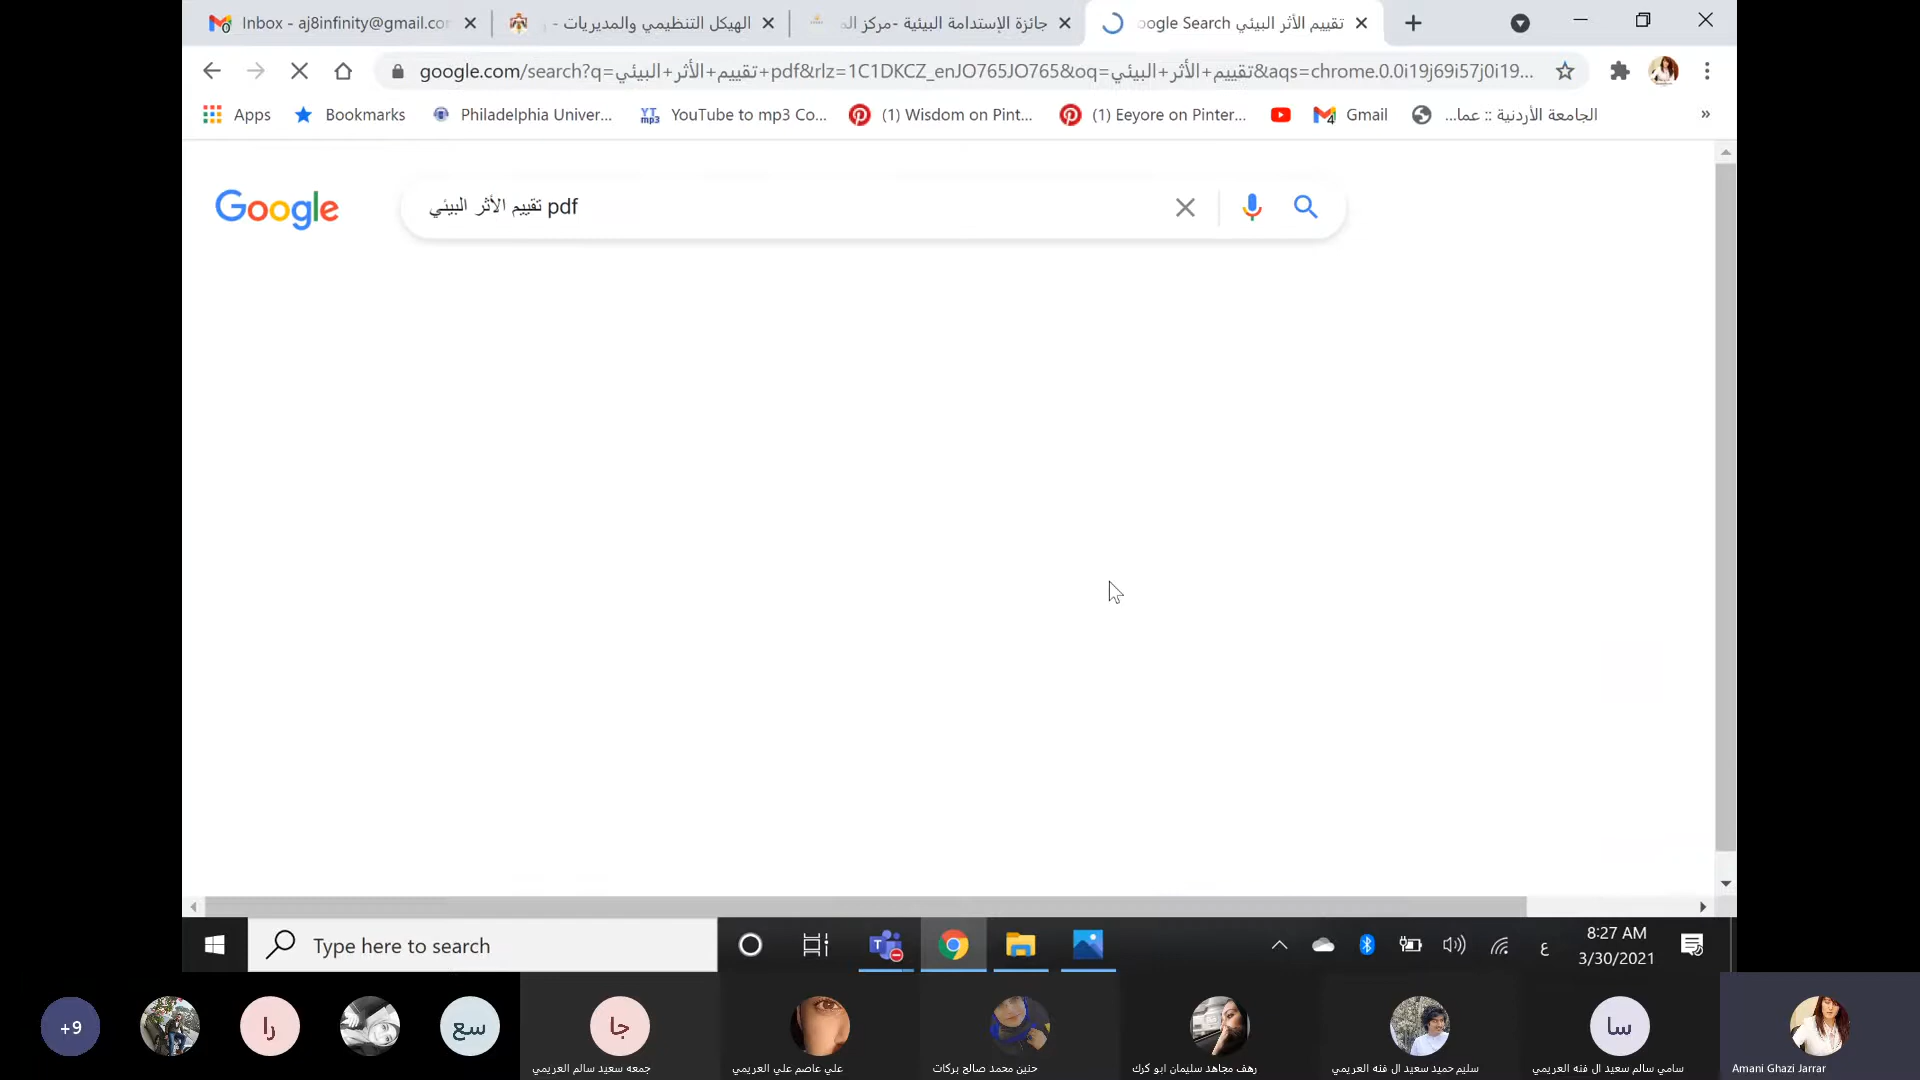 Inbox - aj8infinity@gmail.co
الهيكل التنظيمي والمديريات -
جائزة الإستدامة البيئية -مركز
تقييم الأثر البيئي oogle Search
google.com/search?q=تقييم+الأثر+البيئي+pdf&rlz=1C1DKCZ_enJO765JO765&oq=تقييم+الأثر+البيئي&aqs=chrome.0.0i19j69i57j0i19...
Apps
Bookmarks
Philadelphia Univer...
YouTube to mp3 Co...
(1) Wisdom on Pint...
(1) Eeyore on Pinter...
Gmail
الجامعة الأردنية :: عما...
»
Google
تقييم الأثر البيئي pdf
Type here to search
ع
8:27 AM
3/30/2021
+9
را
سع
جا
سا
جمعه سعيد سالم العريمي
علي عاصم علي العريمي
حنين محمد صالح بركات
رهف مجاهد سليمان ابو كرك
سليم حميد سعيد ال فنه العريمي
سامي سالم سعيد ال فنه العريمي
Amani Ghazi Jarrar